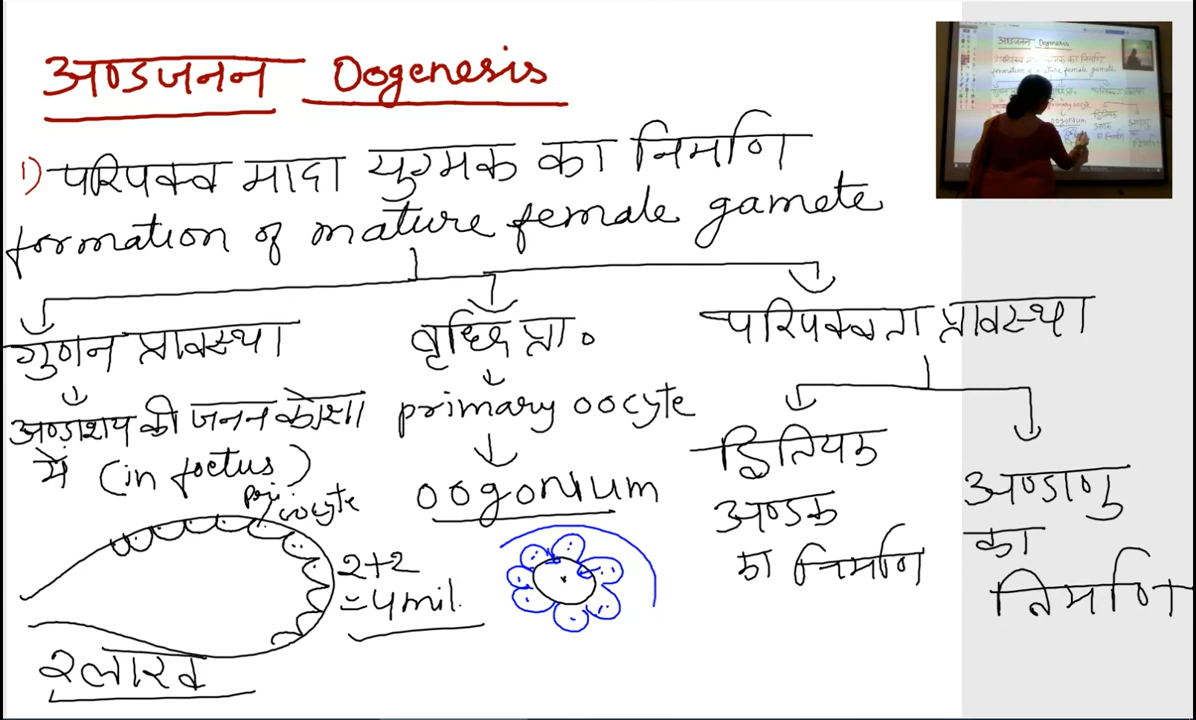 अण्डजनन Oogenesis
1) परिपक्व मादा युग्मक का निर्माण
formation of mature female gamete
गुणन प्रावस्था
वृध्दि प्रा०
परिपक्वता प्रावस्था
अण्डाशय की जनन कोशा
में (in foetus)
primary oocyte
oogonium
द्वितियक
अण्डक
का निर्माण
अण्डाणु
का
निर्माण
pri oocyte
2+2
=4mil.
2लाख